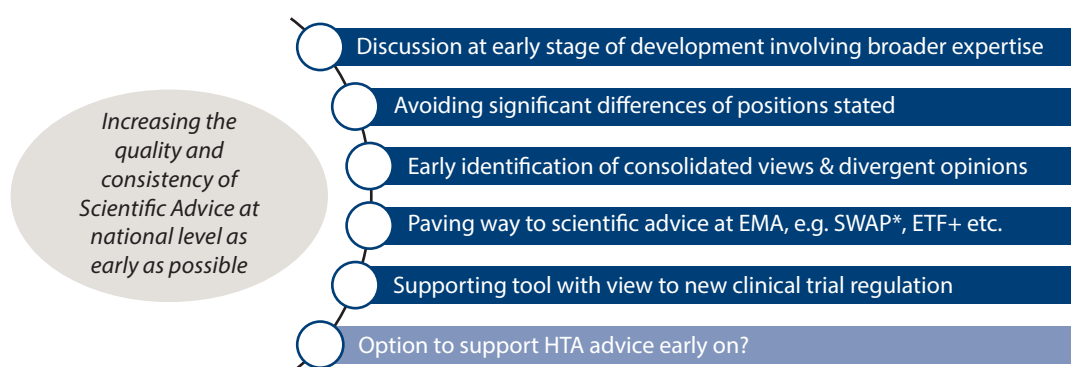 Increasing the
quality and
consistency of
Scientific Advice at
national level as
early as possible
Discussion at early stage of development involving broader expertise
Avoiding significant differences of positions stated
Early identification of consolidated views & divergent opinions
Paving way to scientific advice at EMA, e.g. SWAP*, ETF+ etc.
Supporting tool with view to new clinical trial regulation
Option to support HTA advice early on?